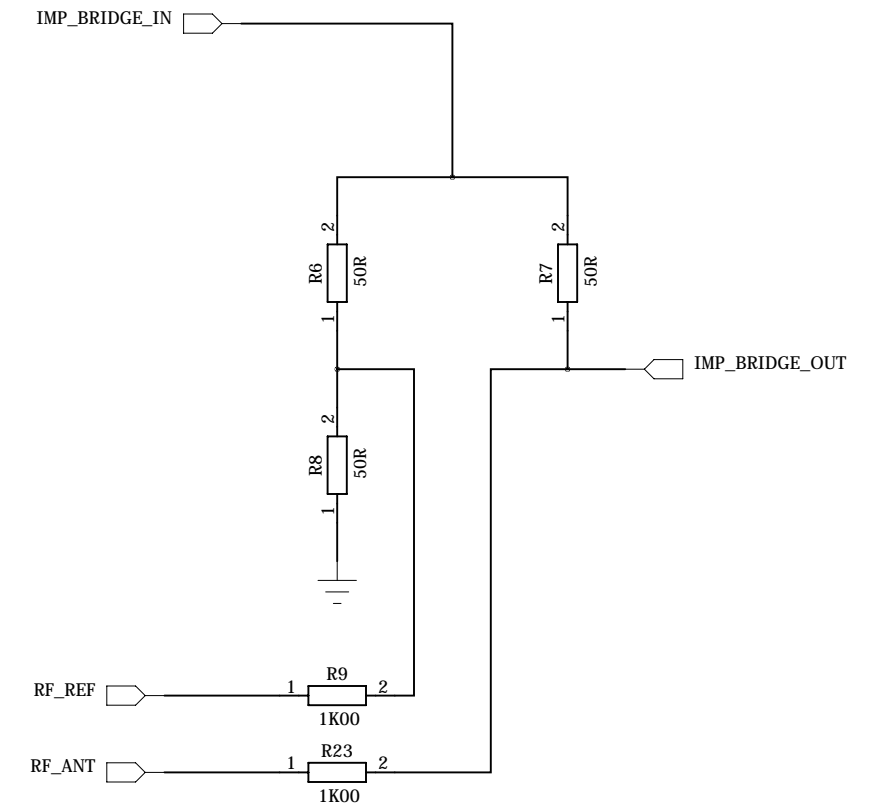 IMP_BRIDGE_IN
2
R6
50R
1
2
R7
50R
1
IMP_BRIDGE_OUT
2
R8
50R
1
R9
RF_REF
1
2
1K00
R23
RF_ANT
1
2
1K00